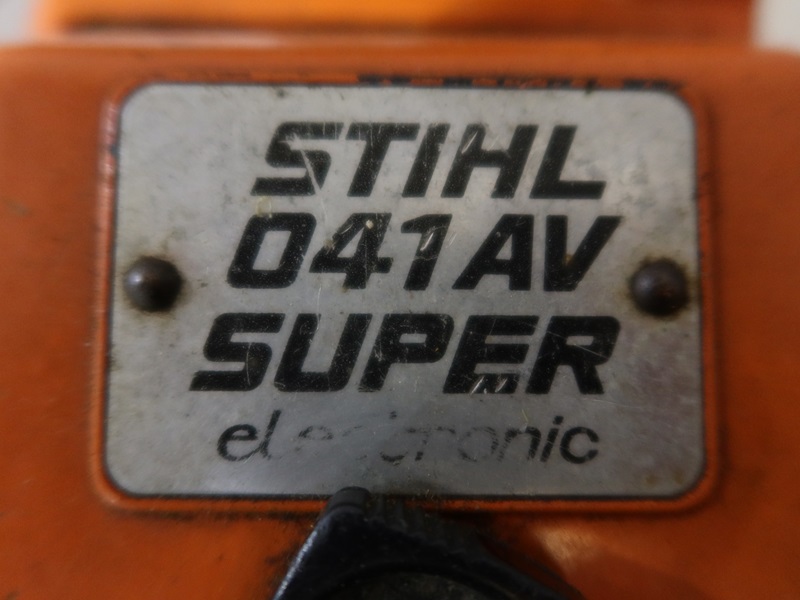 STIHL
041AV
SUPER
electronic